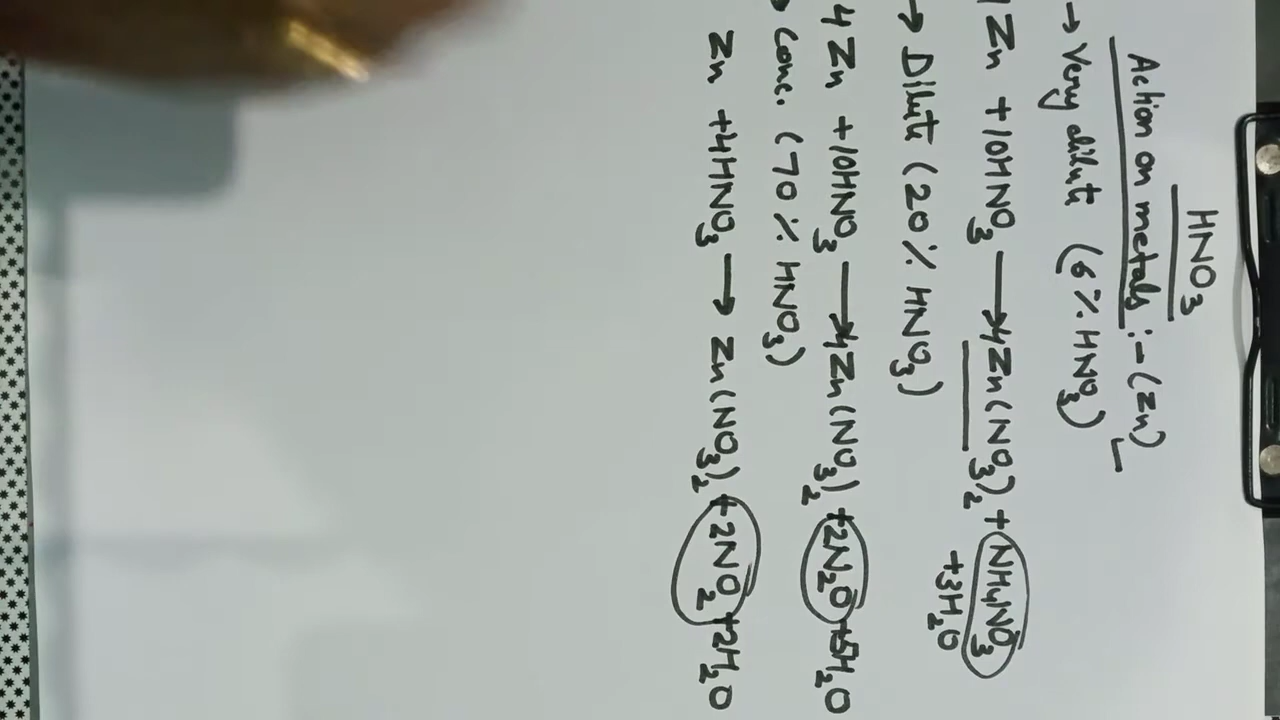 HNO3
Action on metals :- (Zn)
→ Very dilute (6% HNO3)
4Zn + 10HNO3 → 4Zn(NO3)2 + NH4NO3
+3H2O
→ Dilute (20% HNO3)
4Zn + 10HNO3 → 4Zn(NO3)2 + 2N2O + 5H2O
→ Conc. (70% HNO3)
Zn + 4HNO3 → Zn(NO3)2 + 2NO2 + 2H2O